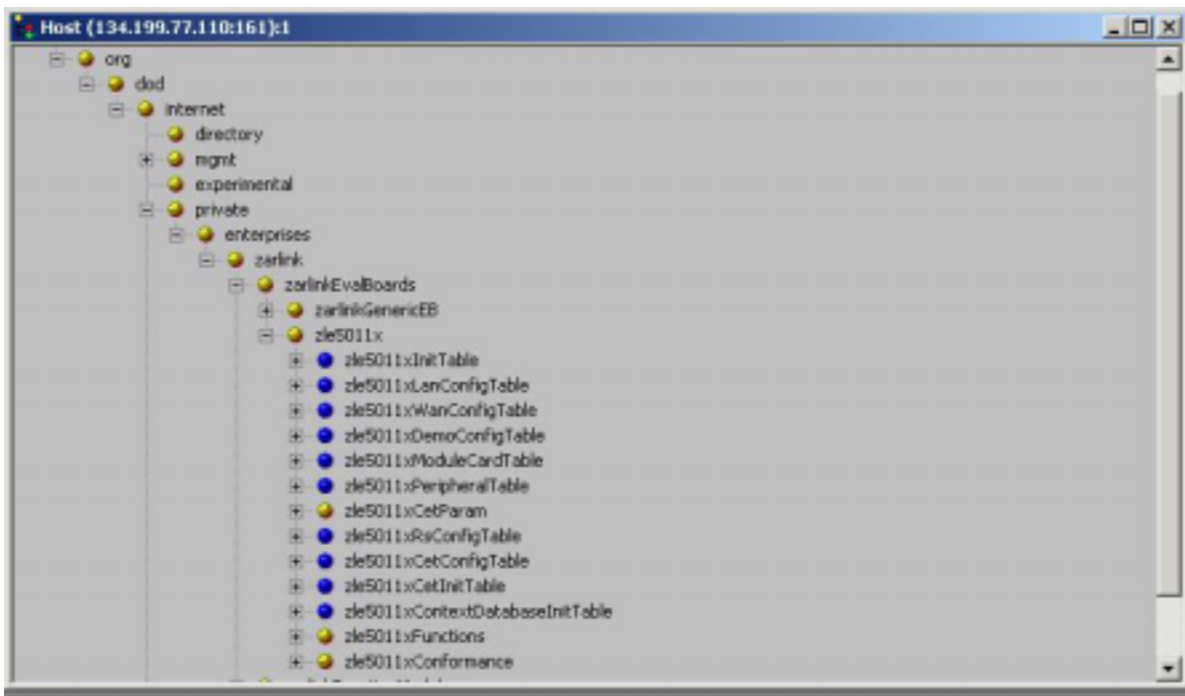 Host (134.199.77.110:161):1
org
dod
internet
directory
mgmt
experimental
private
enterprises
zarlink
zarlinkEvalBoards
zarlinkGenericEB
zle5011x
zle5011xInitTable
zle5011xLanConfigTable
zle5011xWanConfigTable
zle5011xDemoConfigTable
zle5011xModuleCardTable
zle5011xPeripheralTable
zle5011xCetParam
zle5011xRsConfigTable
zle5011xCetConfigTable
zle5011xCetInitTable
zle5011xContextDatabaseInitTable
zle5011xFunctions
zle5011xConformance